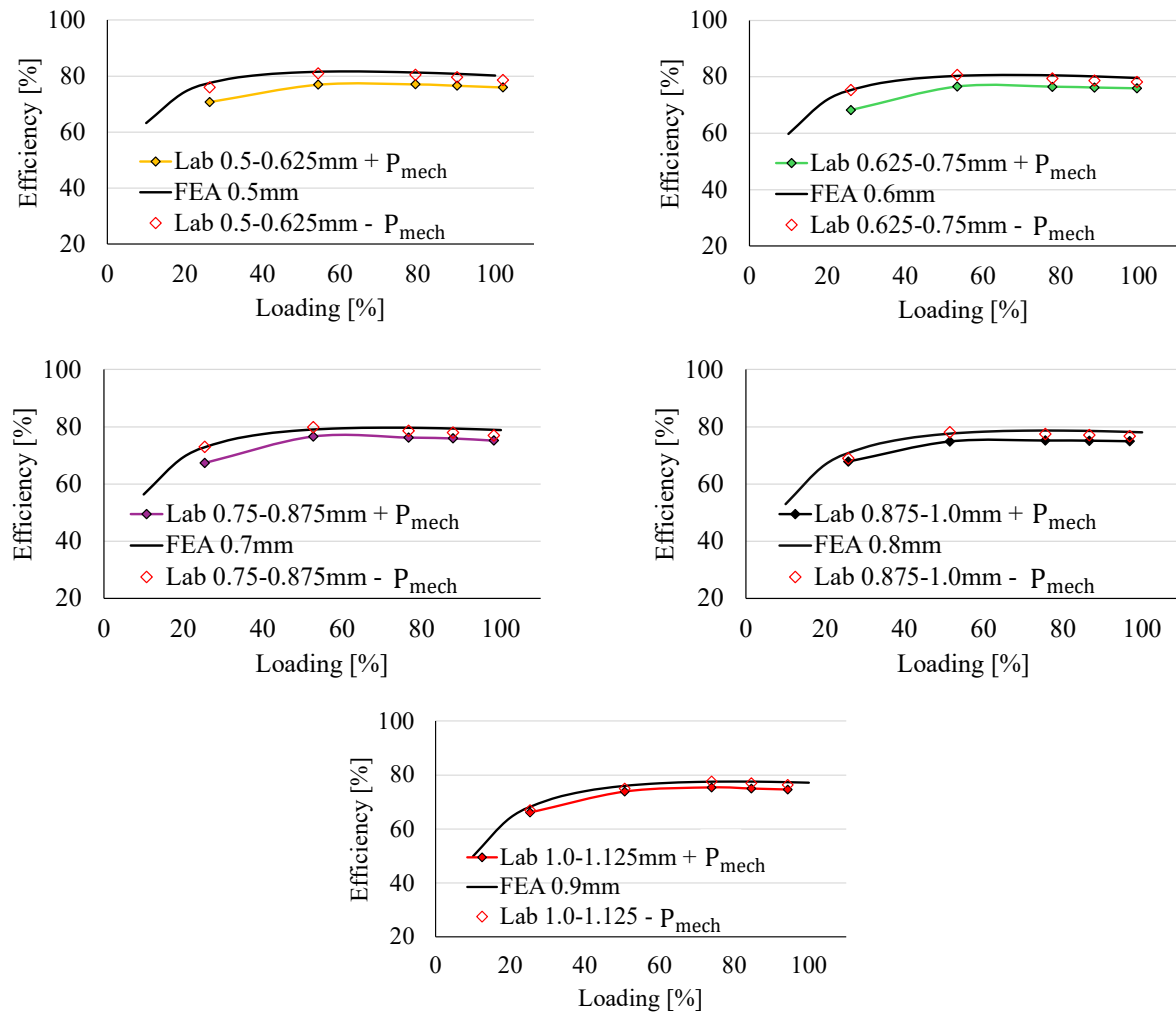 Efficiency [%]
100
80
60
40
20
Lab 0.5-0.625mm + Pmech
FEA 0.5mm
Lab 0.5-0.625mm - Pmech
0 20 40 60 80 100
Loading [%]
Efficiency [%]
100
80
60
40
20
Lab 0.625-0.75mm + Pmech
FEA 0.6mm
Lab 0.625-0.75mm - Pmech
0 20 40 60 80 100
Loading [%]
Efficiency [%]
100
80
60
40
20
Lab 0.75-0.875mm + Pmech
FEA 0.7mm
Lab 0.75-0.875mm - Pmech
0 20 40 60 80 100
Loading [%]
Efficiency [%]
100
80
60
40
20
Lab 0.875-1.0mm + Pmech
FEA 0.8mm
Lab 0.875-1.0mm - Pmech
0 20 40 60 80 100
Loading [%]
Efficiency [%]
100
80
60
40
20
Lab 1.0-1.125mm + Pmech
FEA 0.9mm
Lab 1.0-1.125 - Pmech
0 20 40 60 80 100
Loading [%]